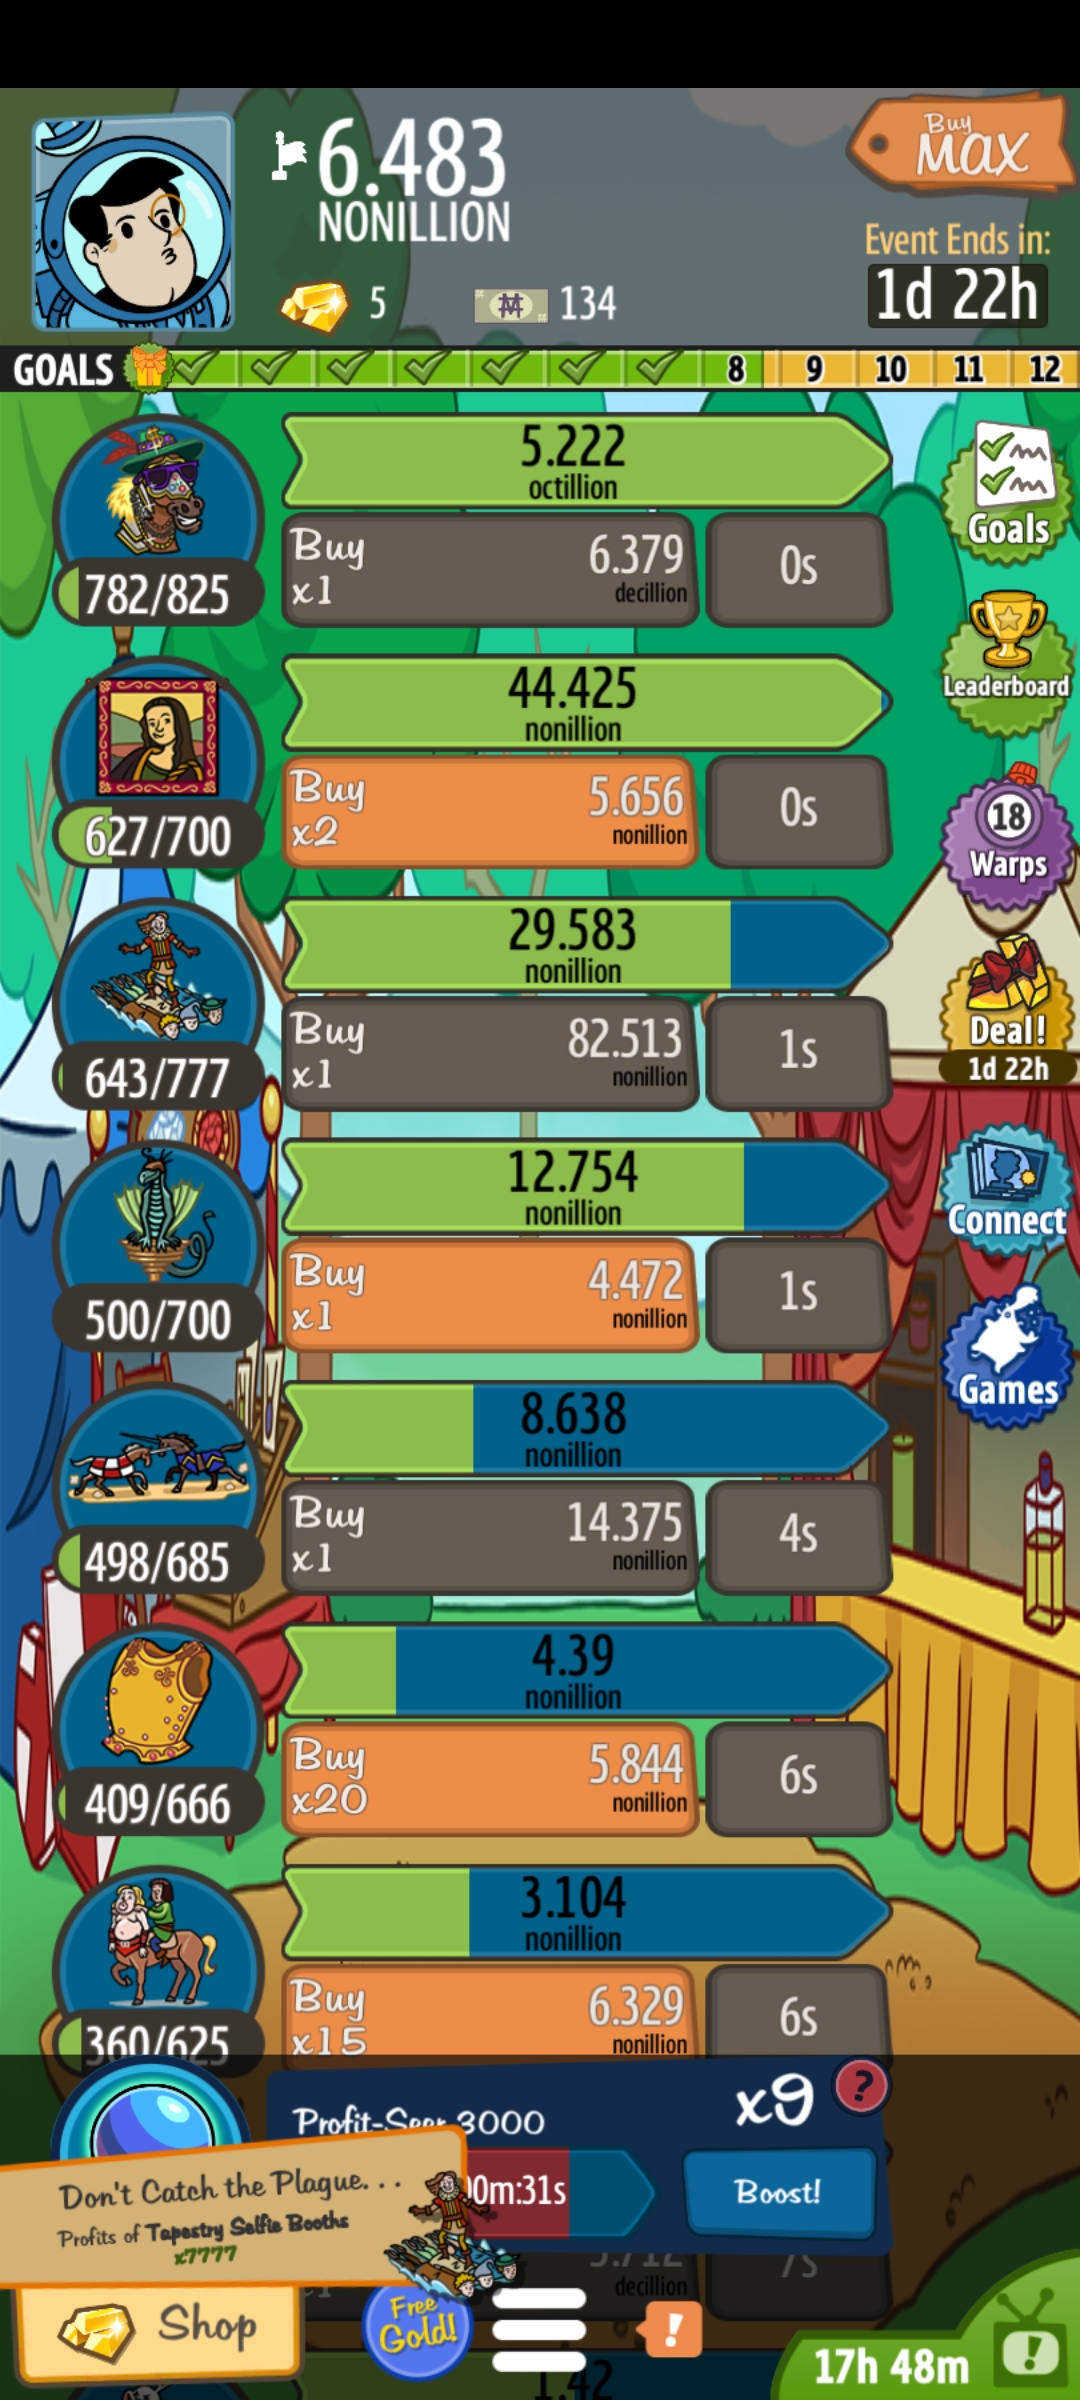 6.483
NONILLION
Buy
MAX
Event Ends in:
1d 22h
5
134
GOALS
8 9 10 11 12
5.222
octillion
Buy
x1
6.379
decillion
0s
782/825
Goals
Leaderboard
44.425
nonillion
Buy
x2
5.656
nonillion
0s
627/700
18
Warps
29.583
nonillion
Buy
x1
82.513
nonillion
1s
643/777
Deal!
1d 22h
12.754
nonillion
Buy
x1
4.472
nonillion
1s
500/700
Connect
Games
8.638
nonillion
Buy
x1
14.375
nonillion
4s
498/685
4.39
nonillion
Buy
x20
5.844
nonillion
6s
409/666
3.104
nonillion
Buy
x15
6.329
nonillion
6s
360/625
Profit-Seer 3000
x9
?
00m:31s
Boost!
Don't Catch the Plague. . .
Profits of Tapestry Selfie Booths
x7777
5.712
decillion
7s
Shop
Free
Gold!
!
17h 48m
!
1.42